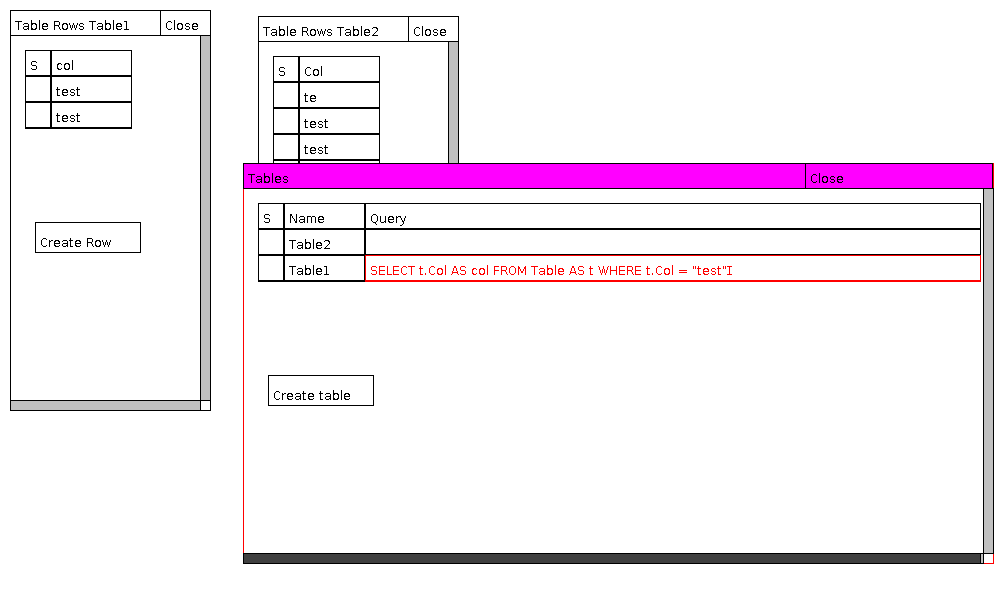 Table Rows Table1 Close
S col
test
test
Create Row
Table Rows Table2 Close
S Col
te
test
test
Tables Close
S Name Query
Table2
Table1 SELECT t.Col AS col FROM Table AS t WHERE t.Col = "test"
Create table